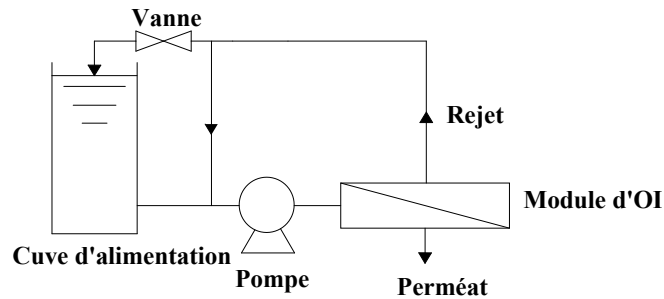 Vanne
Rejet
Module d'OI
Cuve d'alimentation
Pompe
Perméat